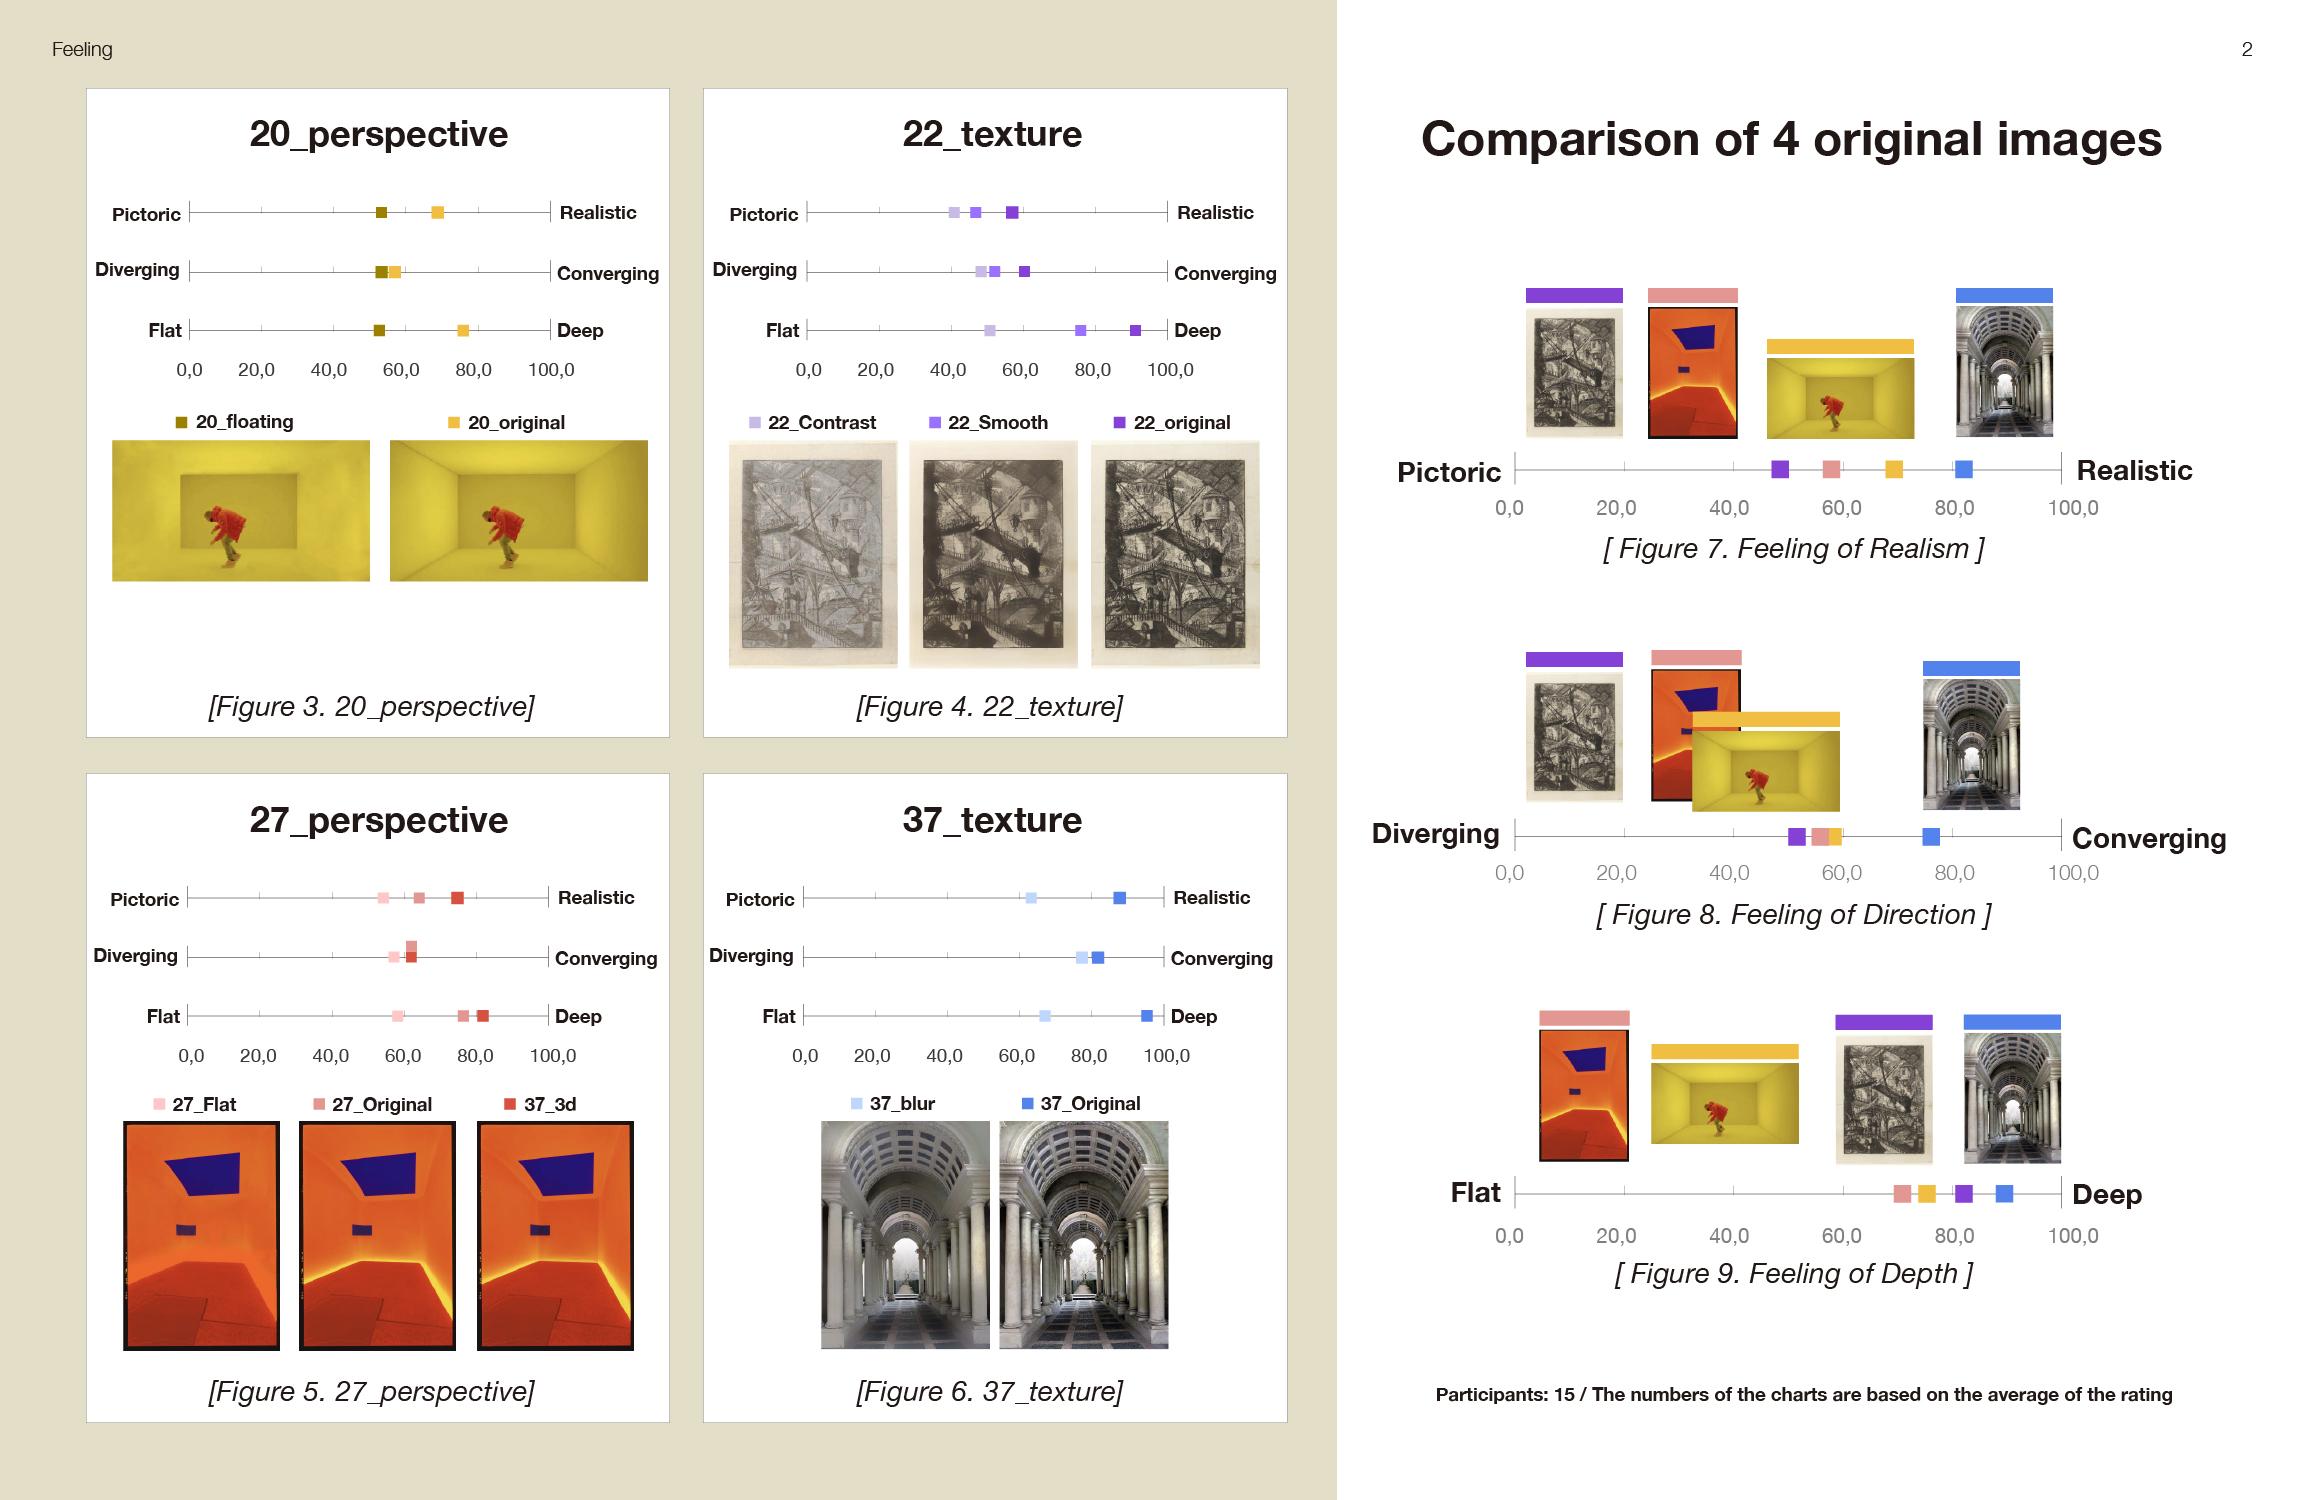 Feeling
2
20_perspective
Pictoric Realistic
Diverging Converging
Flat Deep
0,0 20,0 40,0 60,0 80,0 100,0
20_floating 20_original
[Figure 3. 20_perspective]
22_texture
Pictoric Realistic
Diverging Converging
Flat Deep
0,0 20,0 40,0 60,0 80,0 100,0
22_Contrast 22_Smooth 22_original
[Figure 4. 22_texture]
27_perspective
Pictoric Realistic
Diverging Converging
Flat Deep
0,0 20,0 40,0 60,0 80,0 100,0
27_Flat 27_Original 37_3d
[Figure 5. 27_perspective]
37_texture
Pictoric Realistic
Diverging Converging
Flat Deep
0,0 20,0 40,0 60,0 80,0 100,0
37_blur 37_Original
[Figure 6. 37_texture]
Comparison of 4 original images
Pictoric Realistic
0,0 20,0 40,0 60,0 80,0 100,0
[ Figure 7. Feeling of Realism ]
Diverging Converging
0,0 20,0 40,0 60,0 80,0 100,0
[ Figure 8. Feeling of Direction ]
Flat Deep
0,0 20,0 40,0 60,0 80,0 100,0
[ Figure 9. Feeling of Depth ]
Participants: 15 / The numbers of the charts are based on the average of the rating